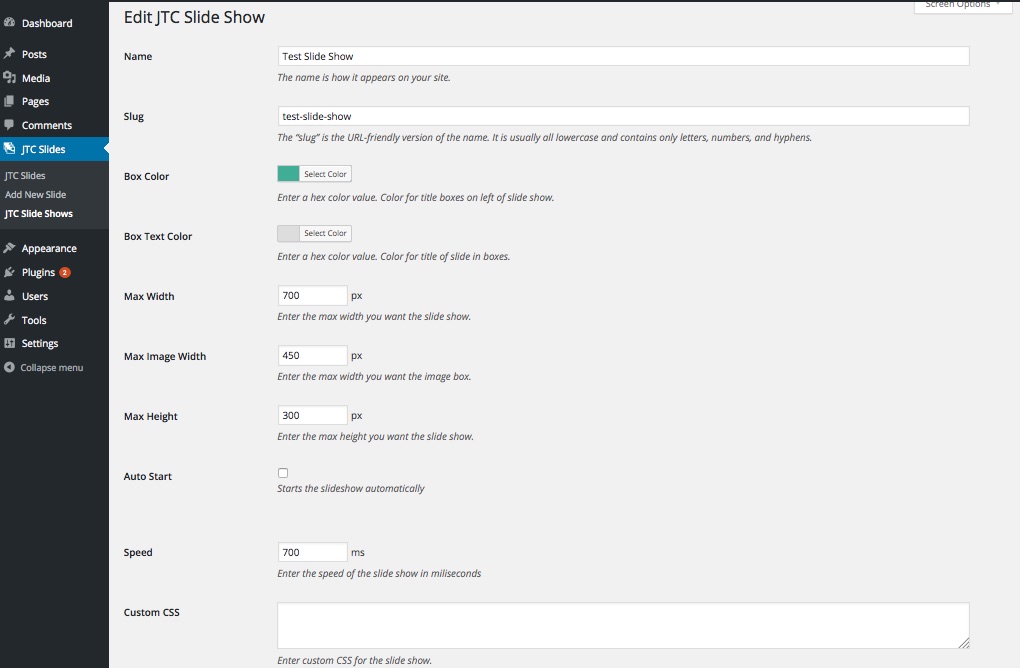 Screen Options
Edit JTC Slide Show
Dashboard
Posts
Media
Pages
Comments
JTC Slides
JTC Slides
Add New Slide
JTC Slide Shows
Appearance
Plugins 2
Users
Tools
Settings
Collapse menu
Name
Test Slide Show
The name is how it appears on your site.
Slug
test-slide-show
The “slug” is the URL-friendly version of the name. It is usually all lowercase and contains only letters, numbers, and hyphens.
Box Color
Select Color
Enter a hex color value. Color for title boxes on left of slide show.
Box Text Color
Select Color
Enter a hex color value. Color for title of slide in boxes.
Max Width
700 px
Enter the max width you want the slide show.
Max Image Width
450 px
Enter the max width you want the image box.
Max Height
300 px
Enter the max height you want the slide show.
Auto Start
Starts the slideshow automatically
Speed
700 ms
Enter the speed of the slide show in miliseconds
Custom CSS
Enter custom CSS for the slide show.